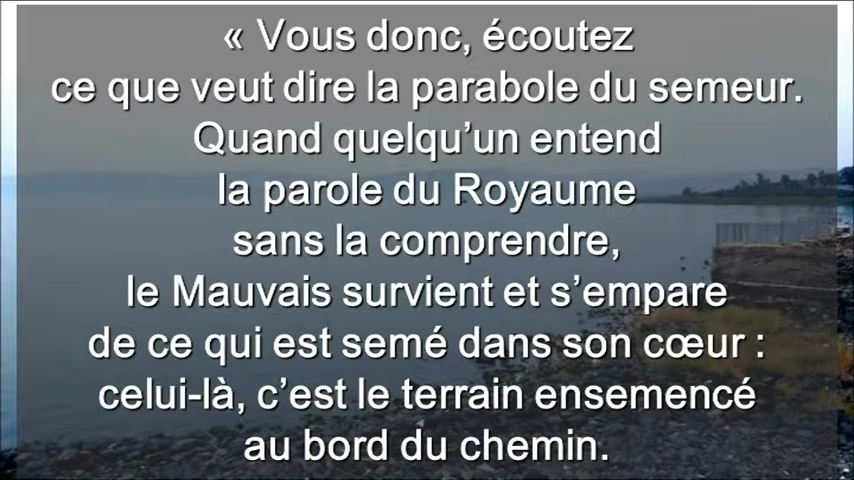 « Vous donc, écoutez
ce que veut dire la parabole du semeur.
Quand quelqu’un entend
la parole du Royaume
sans la comprendre,
le Mauvais survient et s’empare
de ce qui est semé dans son cœur :
celui-là, c’est le terrain ensemencé
au bord du chemin.